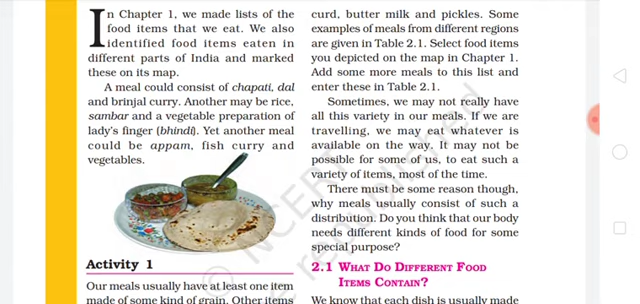 In Chapter 1, we made lists of the
food items that we eat. We also
identified food items eaten in
different parts of India and marked
these on its map.
A meal could consist of chapati, dal
and brinjal curry. Another may be rice,
sambar and a vegetable preparation of
lady's finger (bhindi). Yet another meal
could be appam, fish curry and
vegetables.
Activity 1
Our meals usually have at least one item
made of some kind of grain. Other items
curd, butter milk and pickles. Some
examples of meals from different regions
are given in Table 2.1. Select food items
you depicted on the map in Chapter 1.
Add some more meals to this list and
enter these in Table 2.1.
Sometimes, we may not really have
all this variety in our meals. If we are
travelling, we may eat whatever is
available on the way. It may not be
possible for some of us, to eat such a
variety of items, most of the time.
There must be some reason though,
why meals usually consist of such a
distribution. Do you think that our body
needs different kinds of food for some
special purpose?
2.1 WHAT DO DIFFERENT FOOD
ITEMS CONTAIN?
We know that each dish is usually made
© NCERT
republished